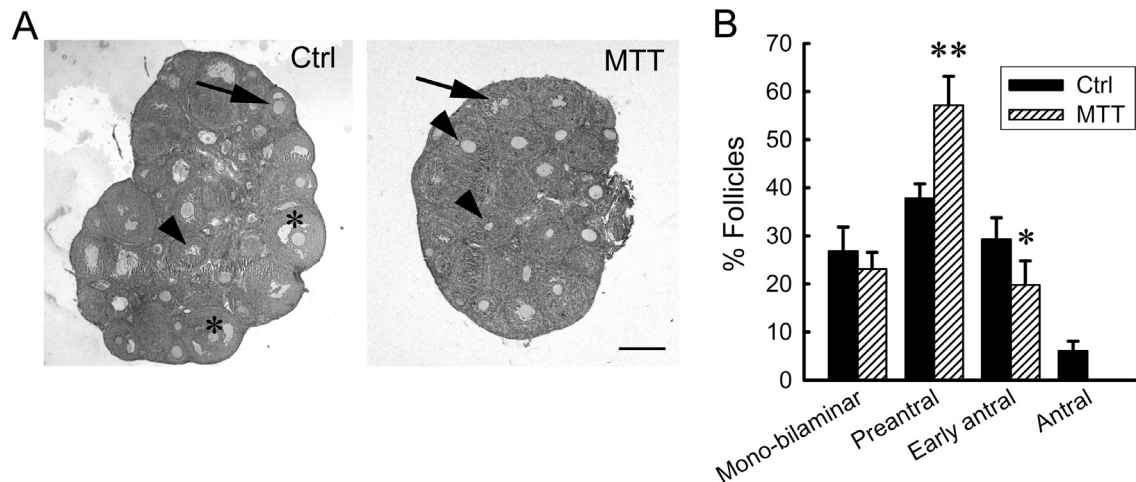 A
Ctrl
MTT
*
*
B
% Follicles
70
60
50
40
30
20
10
0
**
*
Ctrl
MTT
Mono-bilaminar
Preantral
Early antral
Antral